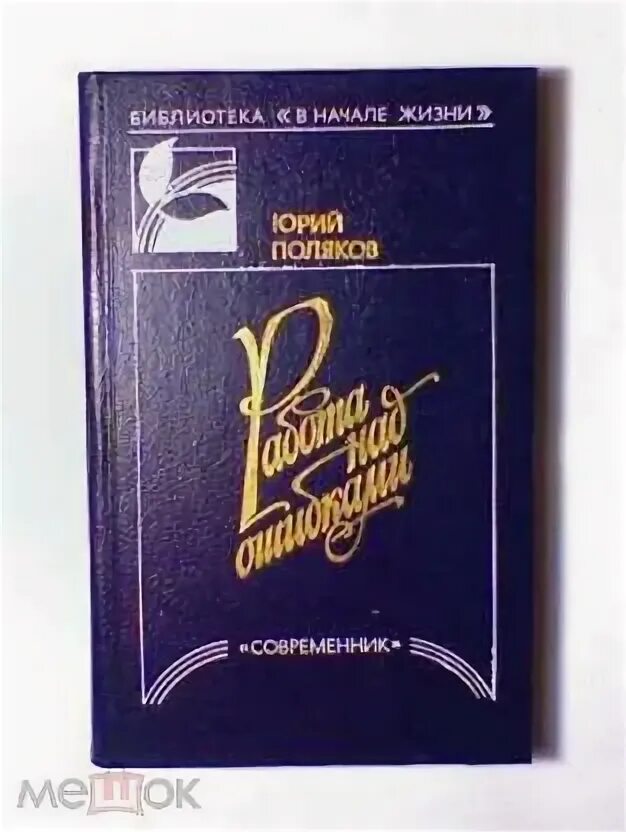 БИБЛИОТЕКА «В НАЧАЛЕ ЖИЗНИ»
ЮРИЙ
ПОЛЯКОВ
Работа
над
ошибками
«СОВРЕМЕННИК»
мешок